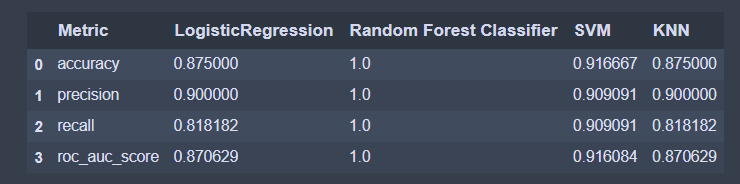 Metric LogisticRegression Random Forest Classifier SVM KNN
0 accuracy 0.875000 1.0 0.916667 0.875000
1 precision 0.900000 1.0 0.909091 0.900000
2 recall 0.818182 1.0 0.909091 0.818182
3 roc_auc_score 0.870629 1.0 0.916084 0.870629